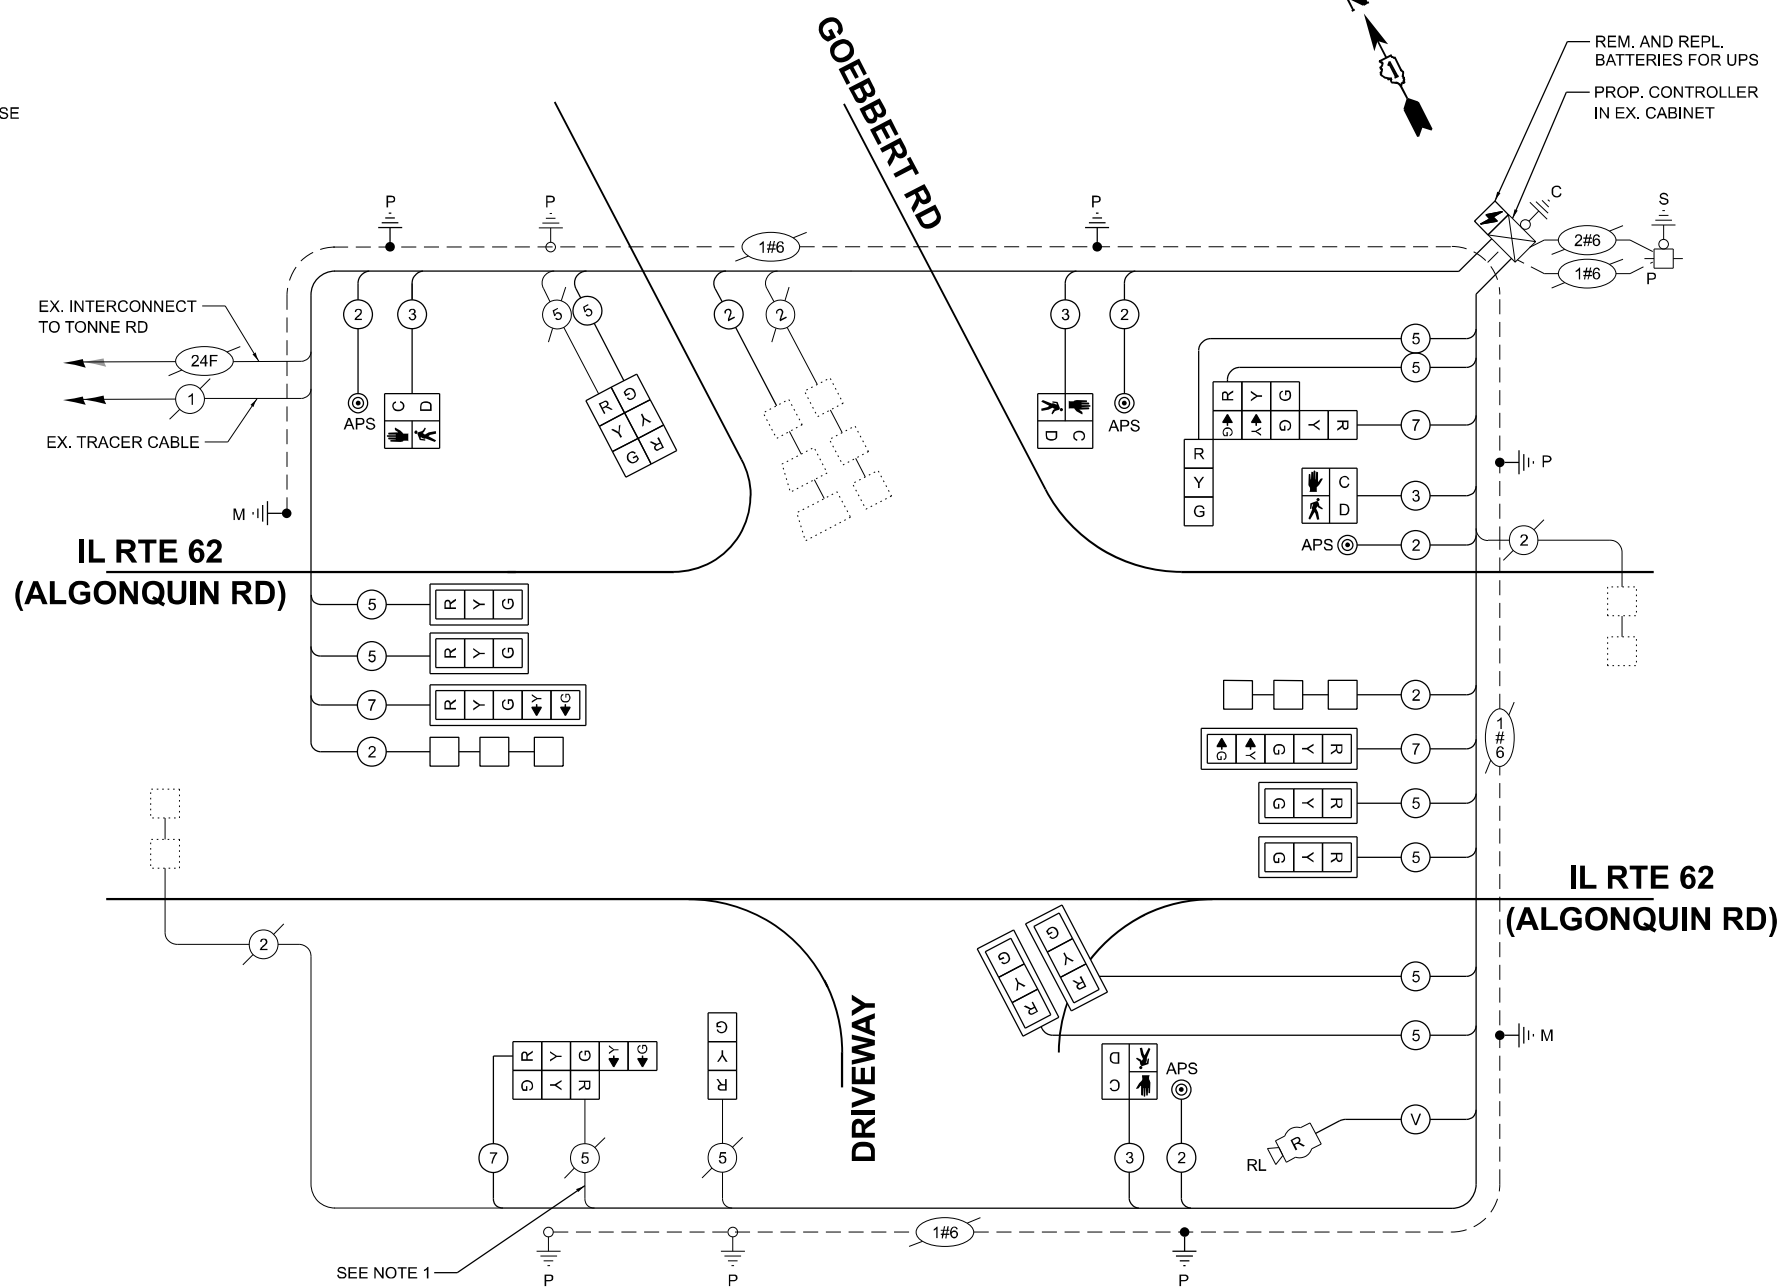 N
GOEBBERT RD
REM. AND REPL.
BATTERIES FOR UPS
PROP. CONTROLLER
IN EX. CABINET
SE
P
P
P
C
S
1#6
2#6
1#6
P
EX. INTERCONNECT
TO TONNE RD
24F
1
EX. TRACER CABLE
2
3
5
5
2
2
3
2
5
5
7
3
2
APS
C D
R Y G
G Y R
D C
APS
R Y G
G Y G Y R
R
Y
G
C
D
APS
P
M
2
IL RTE 62
(ALGONQUIN RD)
5
R Y G
5
R Y G
7
R Y G Y G
2
2
G Y G Y R
7
G Y R
5
G Y R
5
1
#
6
IL RTE 62
(ALGONQUIN RD)
2
G Y R
G Y R
5
5
M
DRIVEWAY
R Y G Y G
G Y R
G
Y
R
D
C
APS
V
R
RL
7
5
5
3
2
1#6
SEE NOTE 1
P
P
P